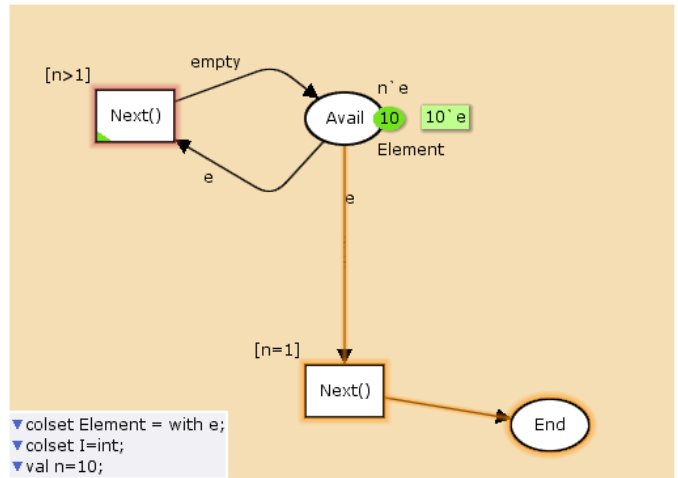 empty
[n>1]
n`e
Next()
Avail
10
10`e
Element
e
e
[n=1]
Next()
End
colset Element = with e;
colset I=int;
val n=10;